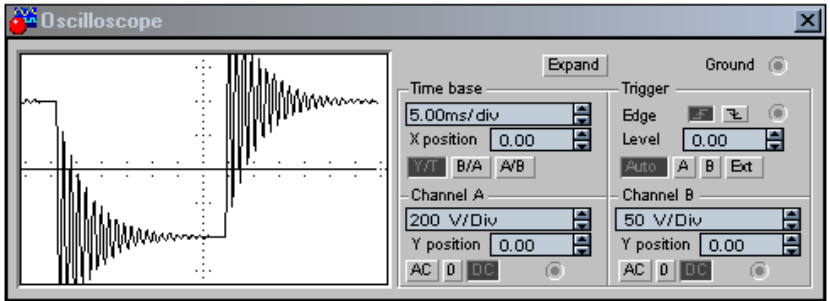 Oscilloscope
Expand Ground
Time base
5.00ms/div
X position 0.00
Y/T B/A A/B
Trigger
Edge
Level 0.00
Auto A B Ext
Channel A
200 V/Div
Y position 0.00
AC 0 DC
Channel B
50 V/Div
Y position 0.00
AC 0 DC